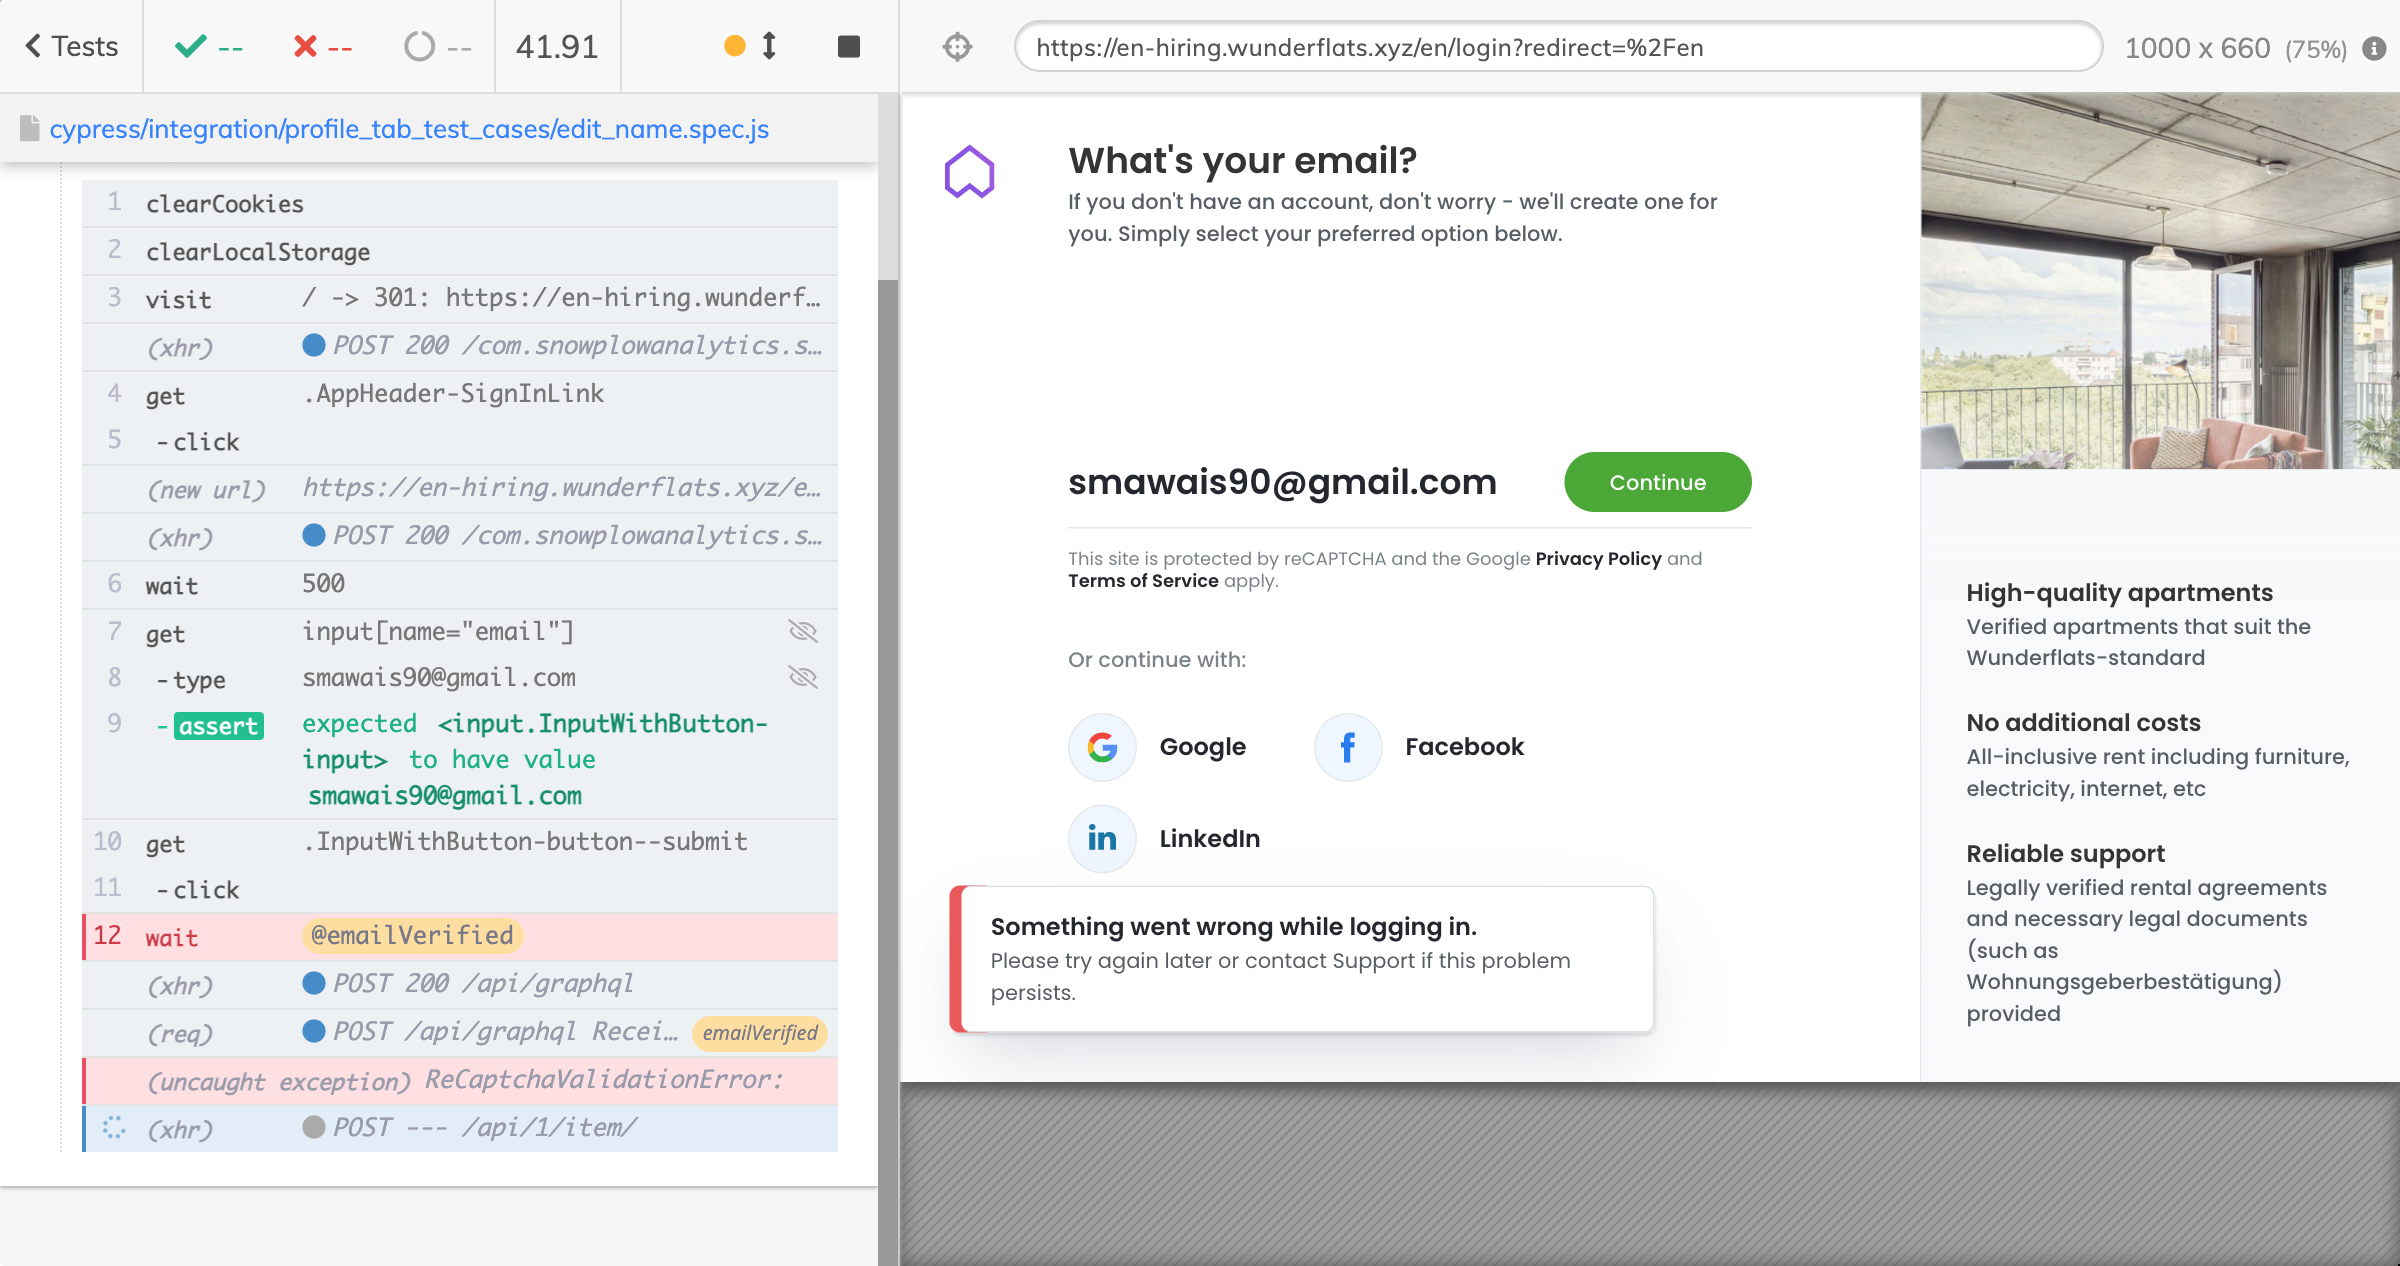 Tests
--
--
--
41.91
https://en-hiring.wunderflats.xyz/en/login?redirect=%2Fen
1000 x 660 (75%)
cypress/integration/profile_tab_test_cases/edit_name.spec.js
1 clearCookies
2 clearLocalStorage
3 visit / -> 301: https://en-hiring.wunderf…
(xhr) POST 200 /com.snowplowanalytics.s…
4 get .AppHeader-SignInLink
5 -click
(new url) https://en-hiring.wunderflats.xyz/e…
(xhr) POST 200 /com.snowplowanalytics.s…
6 wait 500
7 get input[name="email"]
8 -type smawais90@gmail.com
9 -assert expected <input.InputWithButton-
input> to have value
smawais90@gmail.com
10 get .InputWithButton-button--submit
11 -click
12 wait @emailVerified
(xhr) POST 200 /api/graphql
(req) POST /api/graphql Recei… emailVerified
(uncaught exception) ReCaptchaValidationError:
(xhr) POST --- /api/1/item/
What's your email?
If you don't have an account, don't worry - we'll create one for
you. Simply select your preferred option below.
smawais90@gmail.com
Continue
This site is protected by reCAPTCHA and the Google Privacy Policy and
Terms of Service apply.
Or continue with:
Google
Facebook
in LinkedIn
Something went wrong while logging in.
Please try again later or contact Support if this problem
persists.
High-quality apartments
Verified apartments that suit the
Wunderflats-standard
No additional costs
All-inclusive rent including furniture,
electricity, internet, etc
Reliable support
Legally verified rental agreements
and necessary legal documents
(such as
Wohnungsgeberbestätigung)
provided